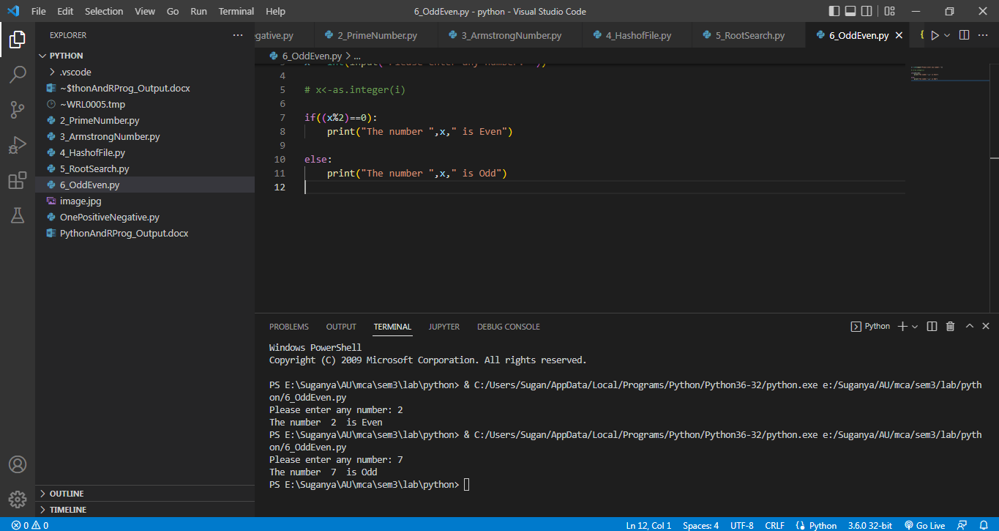 File Edit Selection View Go Run Terminal Help 6_OddEven.py - python - Visual Studio Code
EXPLORER
PYTHON
.vscode
~$thonAndRProg_Output.docx
~WRL0005.tmp
2_PrimeNumber.py
3_ArmstrongNumber.py
4_HashofFile.py
5_RootSearch.py
6_OddEven.py
image.jpg
OnePositiveNegative.py
PythonAndRProg_Output.docx
OUTLINE
TIMELINE
egative.py 2_PrimeNumber.py 3_ArmstrongNumber.py 4_HashofFile.py 5_RootSearch.py 6_OddEven.py
6_OddEven.py > ...
3 x = int(input("Please enter any number: "))
4
5 # x<-as.integer(i)
6
7 if((x%2)==0):
8 print("The number ",x," is Even")
9
10 else:
11 print("The number ",x," is Odd")
12
PROBLEMS OUTPUT TERMINAL JUPYTER DEBUG CONSOLE Python
Windows PowerShell
Copyright (C) 2009 Microsoft Corporation. All rights reserved.
PS E:\Suganya\AU\mca\sem3\lab\python> & C:/Users/Sugan/AppData/Local/Programs/Python/Python36-32/python.exe e:/Suganya/AU/mca/sem3/lab/pyth
on/6_OddEven.py
Please enter any number: 2
The number  2  is Even
PS E:\Suganya\AU\mca\sem3\lab\python> & C:/Users/Sugan/AppData/Local/Programs/Python/Python36-32/python.exe e:/Suganya/AU/mca/sem3/lab/pyth
on/6_OddEven.py
Please enter any number: 7
The number  7  is Odd
PS E:\Suganya\AU\mca\sem3\lab\python>
0 0 Ln 12, Col 1 Spaces: 4 UTF-8 CRLF Python 3.6.0 32-bit Go Live